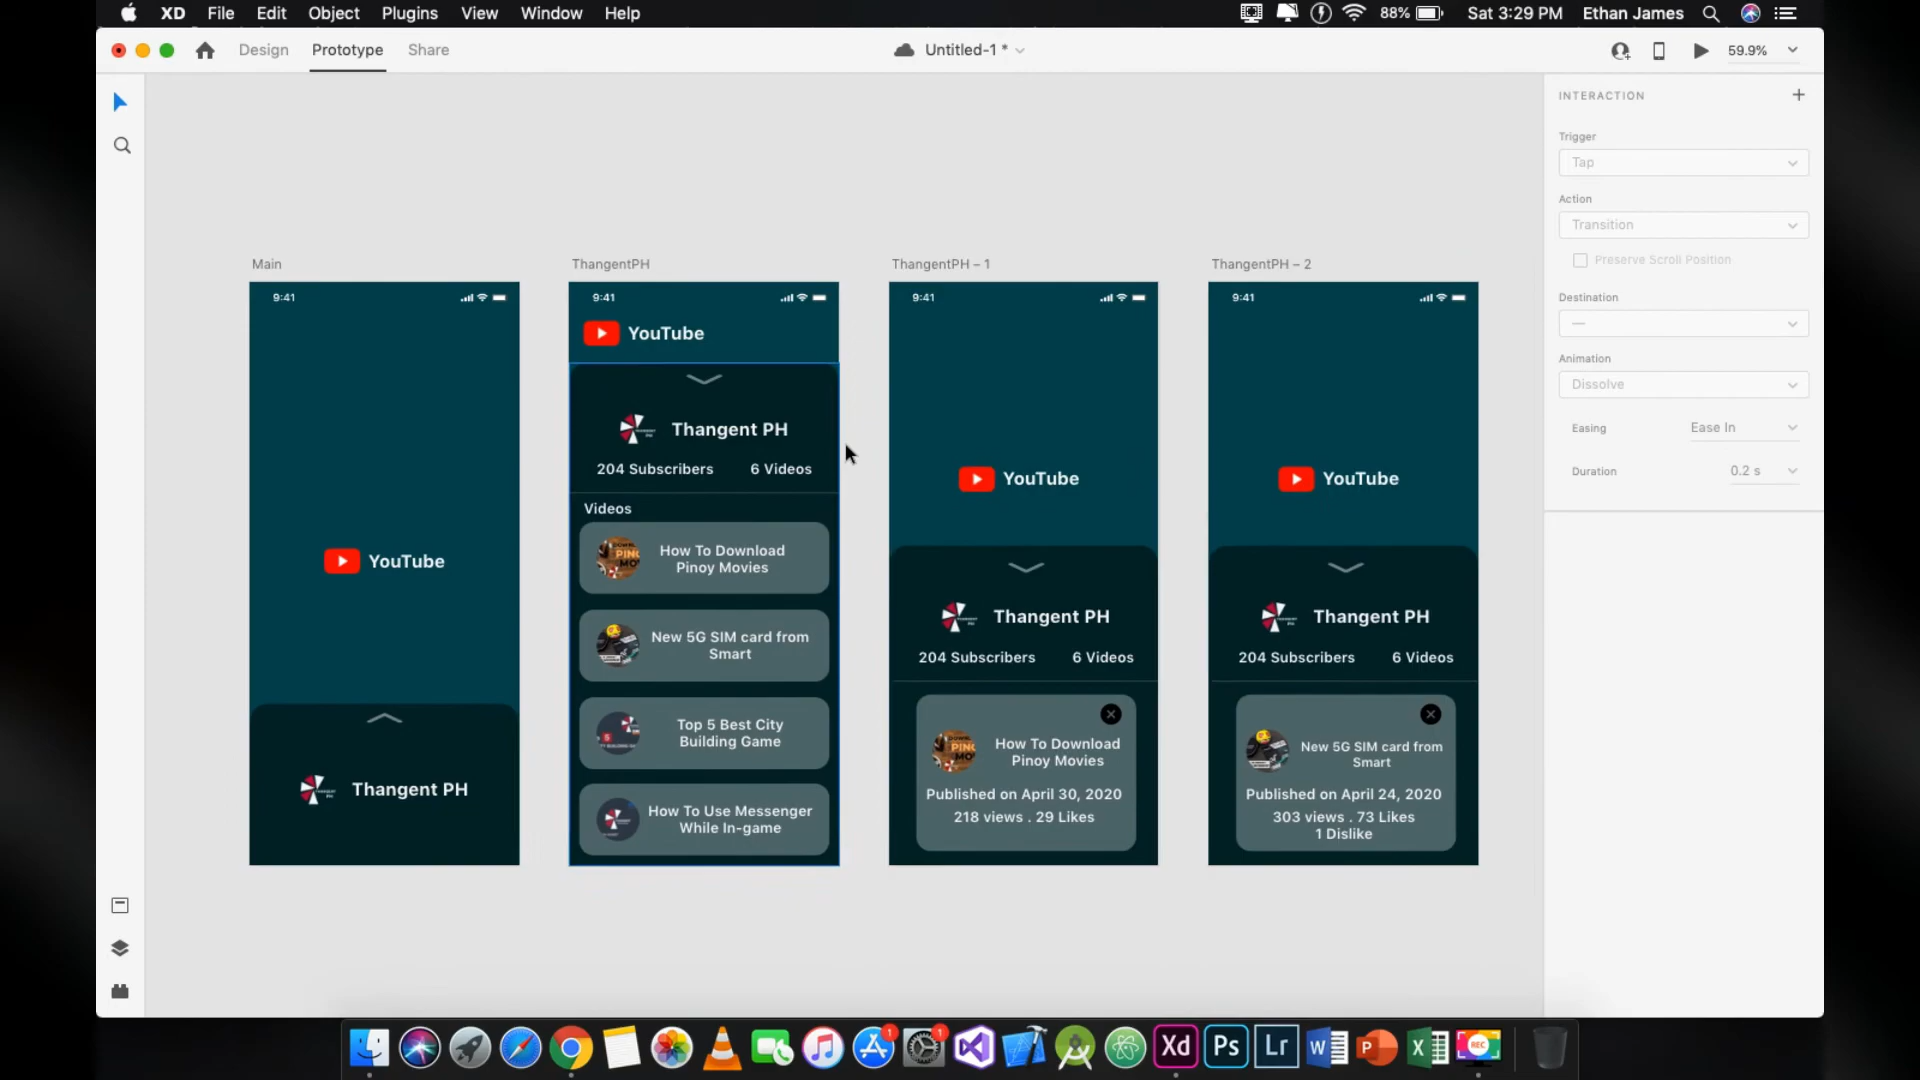 XD File Edit Object Plugins View Window Help 88% Sat 3:29 PM Ethan James
Design Prototype Share Untitled-1 * 59.9%
INTERACTION
Trigger
Tap
Action
Transition
Preserve Scroll Position
Destination
—
Animation
Dissolve
Easing Ease In
Duration 0.2 s
Main
9:41
YouTube
Thangent PH
ThangentPH
9:41
YouTube
Thangent PH
204 Subscribers 6 Videos
Videos
How To Download
Pinoy Movies
New 5G SIM card from
Smart
Top 5 Best City
Building Game
How To Use Messenger
While In-game
ThangentPH – 1
9:41
YouTube
Thangent PH
204 Subscribers 6 Videos
How To Download
Pinoy Movies
Published on April 30, 2020
218 views . 29 Likes
ThangentPH – 2
9:41
YouTube
Thangent PH
204 Subscribers 6 Videos
New 5G SIM card from
Smart
Published on April 24, 2020
303 views . 73 Likes
1 Dislike
1 1 Xd Ps Lr W P X REC